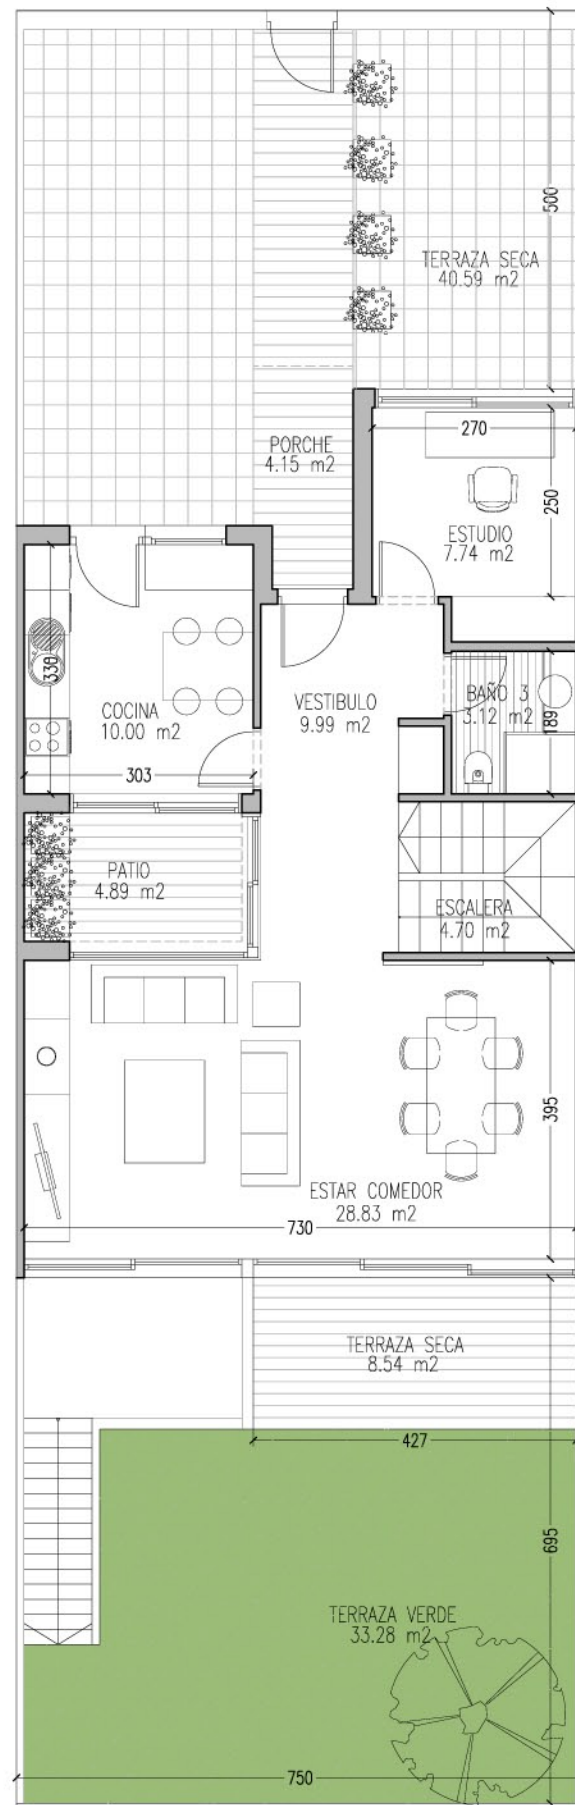 500
TERRAZA SECA
40.59 m2
270
PORCHE
4.15 m2
250
ESTUDIO
7.74 m2
330
COCINA
10.00 m2
VESTIBULO
9.99 m2
BAÑO 3
3.12 m2
189
303
PATIO
4.89 m2
ESCALERA
4.70 m2
395
ESTAR COMEDOR
28.83 m2
730
TERRAZA SECA
8.54 m2
427
695
TERRAZA VERDE
33.28 m2
750